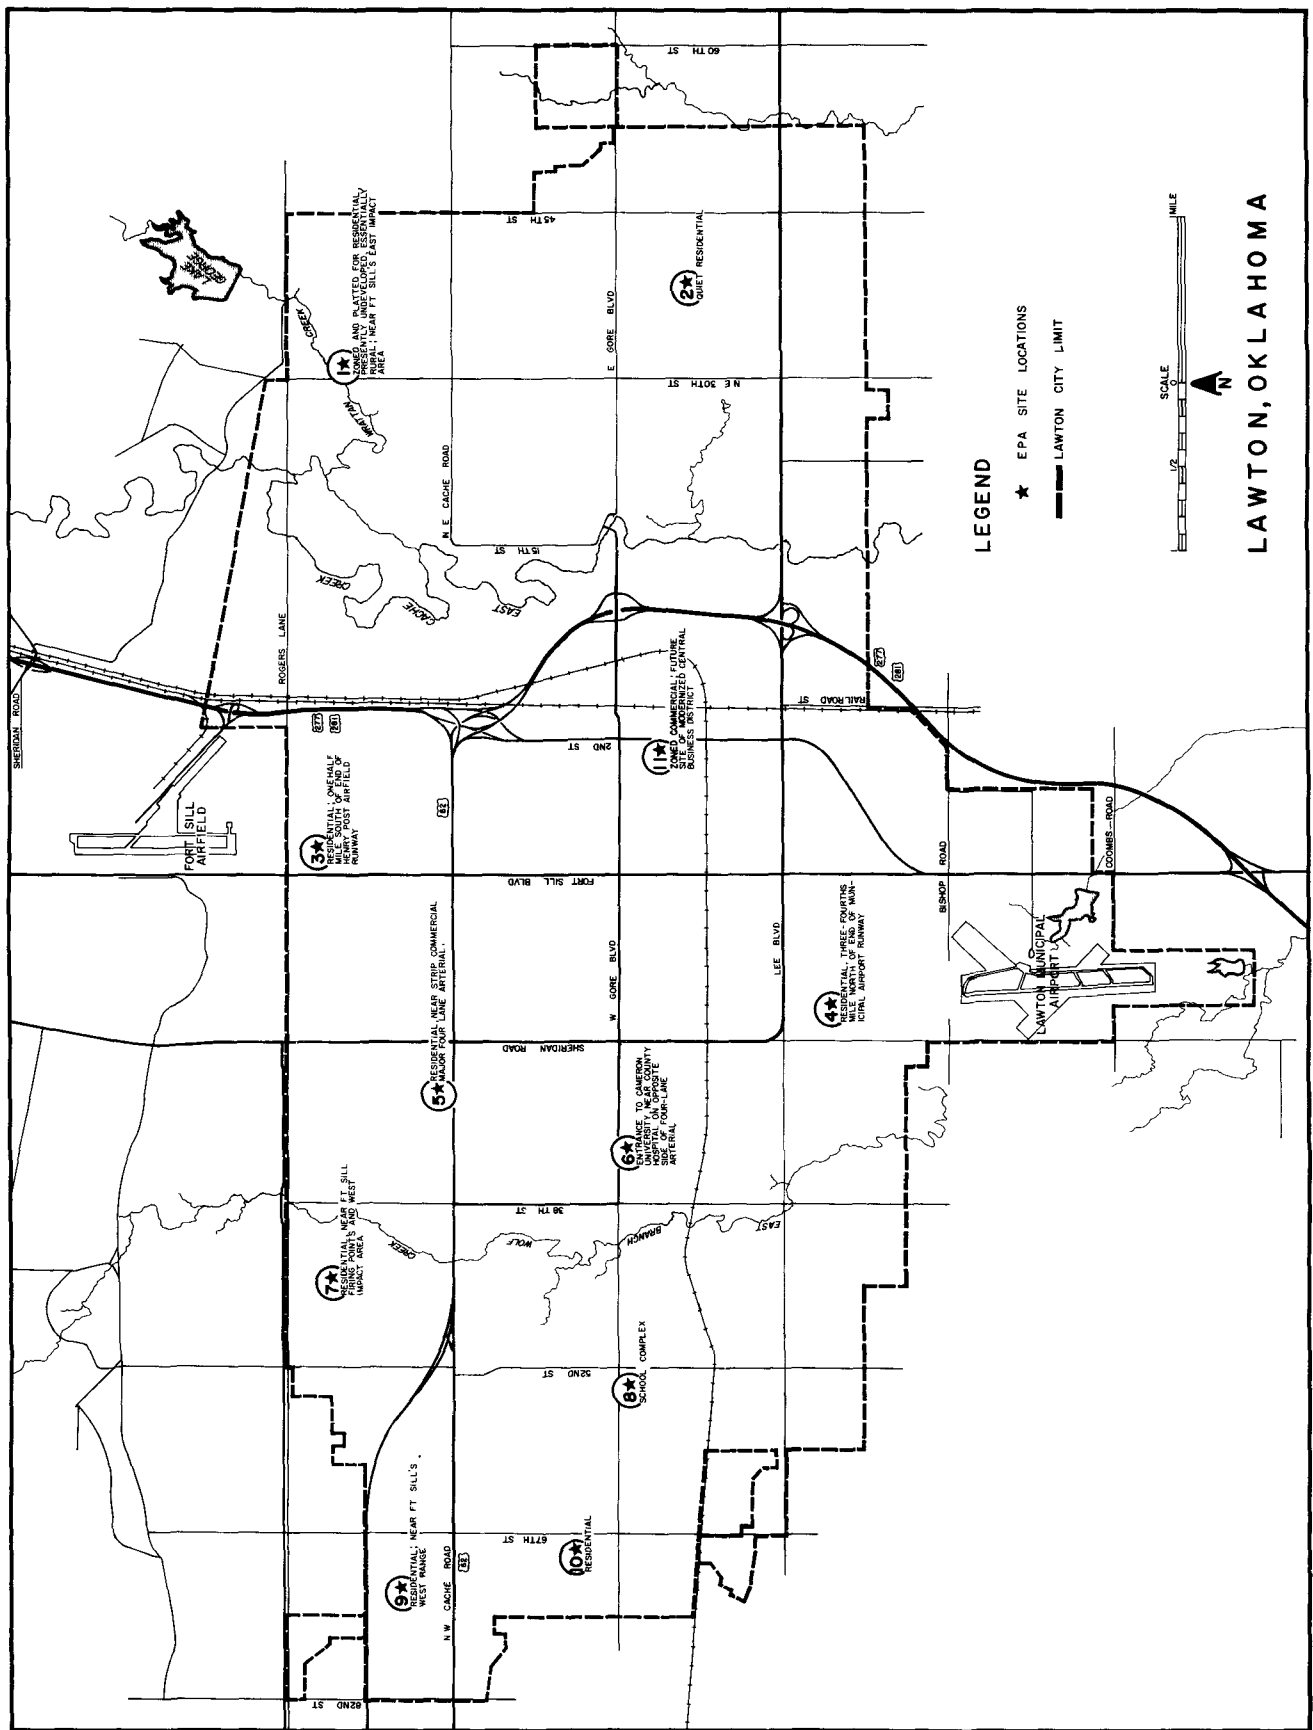 SHERIDAN ROAD
FORT SILL
AIRFIELD
LAKE
GEORGE
ROGERS LANE
277
281
1★
ZONED AND PLATTED FOR RESIDENTIAL,
PRESENTLY UNDEVELOPED, ESSENTIALLY
RURAL; NEAR FT SILL'S EAST IMPACT
AREA
WRATTAN
CREEK
EAST
CACHE
CREEK
3★
RESIDENTIAL; ONE HALF
MILE SOUTH OF END OF
HENRY POST AIRFIELD
RUNWAY
7★
RESIDENTIAL, NEAR FT SILL
FIRING POINTS AND WEST
IMPACT AREA
9★
RESIDENTIAL; NEAR FT SILL'S
WEST RANGE
82ND ST
N W CACHE ROAD
62
5★
RESIDENTIAL, NEAR STRIP COMMERCIAL
MAJOR FOUR LANE ARTERIAL.
62
N E CACHE ROAD
67TH ST
52ND ST
38TH ST
SHERIDAN ROAD
FORT SILL BLVD
2ND ST
15TH ST
45TH ST
60TH ST
10★
RESIDENTIAL
8★
SCHOOL COMPLEX
6★
ENTRANCE TO CAMERON
UNIVERSITY, NEAR COUNTY
HOSPITAL ON OPPOSITE
SIDE OF FOUR-LANE
ARTERIAL
CREEK
WOLF
BRANCH
EAST
W GORE BLVD
E GORE BLVD
11★
ZONED COMMERCIAL; FUTURE
SITE OF MODERNIZED CENTRAL
BUSINESS DISTRICT
N E 30TH ST
2★
QUIET RESIDENTIAL
LEE BLVD
4★
RESIDENTIAL, THREE-FOURTHS
MILE NORTH OF END OF MUN-
ICIPAL AIRPORT RUNWAY
RAILROAD ST
277
281
BISHOP ROAD
LAWTON MUNICIPAL
AIRPORT
COOMBS ROAD
LEGEND
★ EPA SITE LOCATIONS
LAWTON CITY LIMIT
SCALE
1/2 0 MILE
N
LAWTON, OKLAHOMA